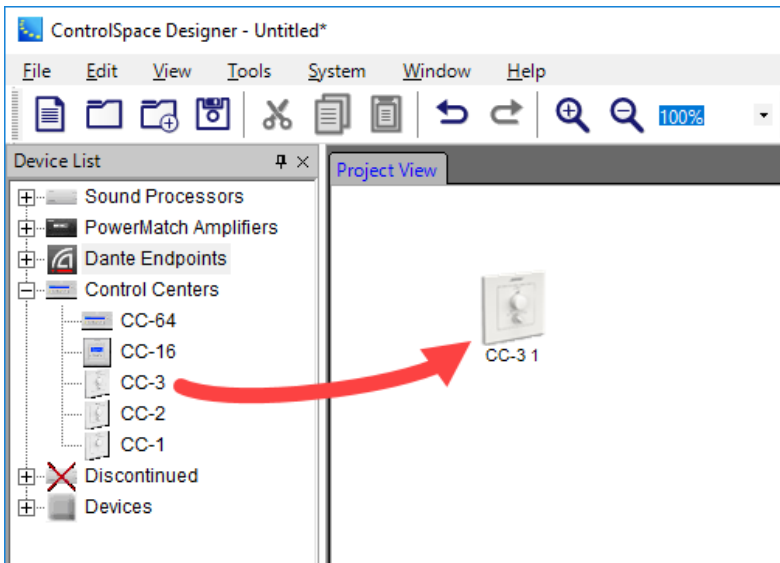 ControlSpace Designer - Untitled*
File Edit View Tools System Window Help
100%
Device List
Project View
Sound Processors
PowerMatch Amplifiers
Dante Endpoints
Control Centers
CC-64
CC-16
CC-3
CC-2
CC-1
Discontinued
Devices
CC-3 1